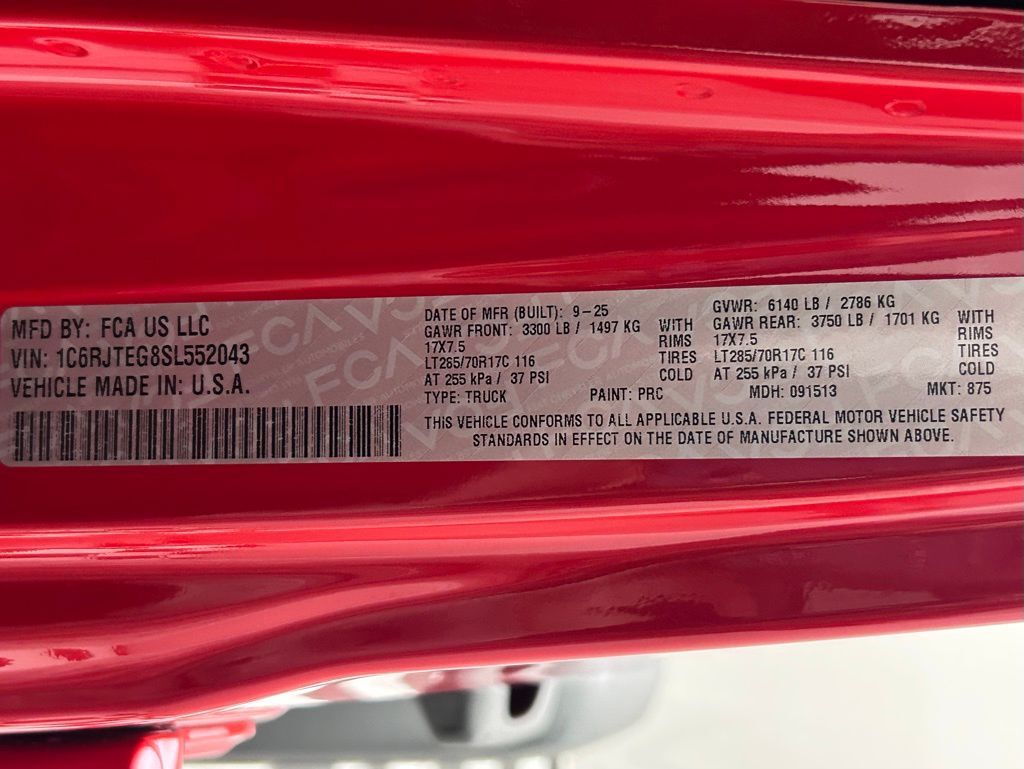 MFD BY: FCA US LLC
VIN: 1C6RJTEG8SL552043
VEHICLE MADE IN: U.S.A.
DATE OF MFR (BUILT): 9-25
GAWR FRONT: 3300 LB / 1497 KG WITH
17X7.5 RIMS
LT285/70R17C 116 TIRES
AT 255 kPa / 37 PSI COLD
GVWR: 6140 LB / 2786 KG
GAWR REAR: 3750 LB / 1701 KG WITH
17X7.5 RIMS
LT285/70R17C 116 TIRES
AT 255 kPa / 37 PSI COLD
TYPE: TRUCK PAINT: PRC MDH: 091513 MKT: 875
THIS VEHICLE CONFORMS TO ALL APPLICABLE U.S.A. FEDERAL MOTOR VEHICLE SAFETY
STANDARDS IN EFFECT ON THE DATE OF MANUFACTURE SHOWN ABOVE.